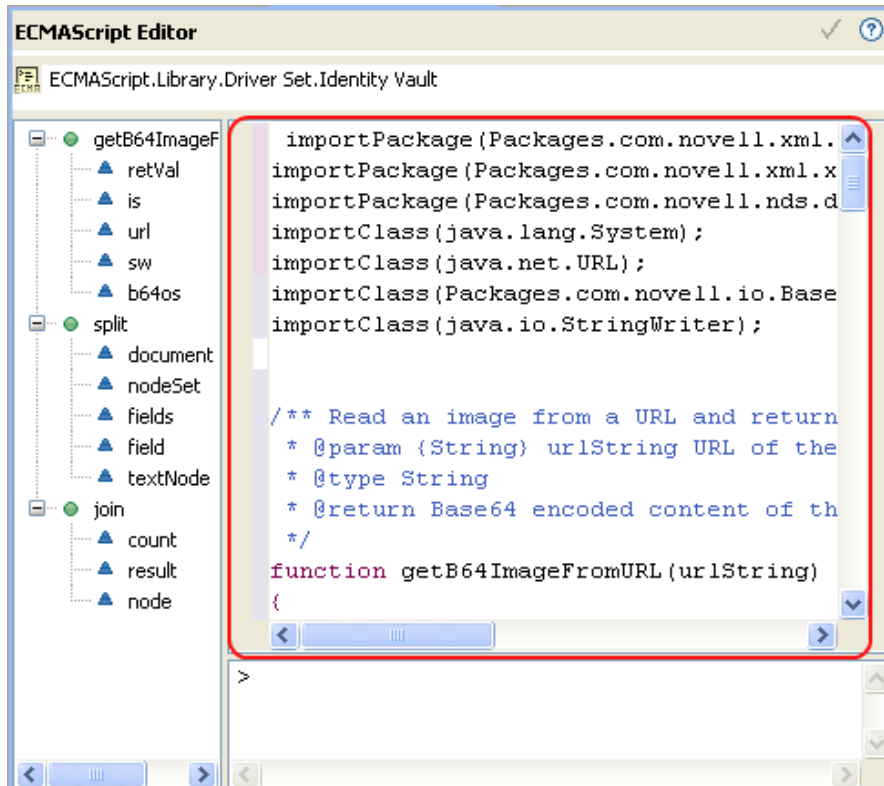 ECMAScript Editor
ECMA
ECMAScript.Library.Driver Set.Identity Vault
getB64ImageF
retVal
is
url
sw
b64os
split
document
nodeSet
fields
field
textNode
join
count
result
node
importPackage(Packages.com.novell.xml.
importPackage(Packages.com.novell.xml.x
importPackage(Packages.com.novell.nds.d
importClass(java.lang.System);
importClass(java.net.URL);
importClass(Packages.com.novell.io.Base
importClass(java.io.StringWriter);
/** Read an image from a URL and return
* @param {String} urlString URL of the
* @type String
* @return Base64 encoded content of th
*/
function getB64ImageFromURL(urlString)
{
>